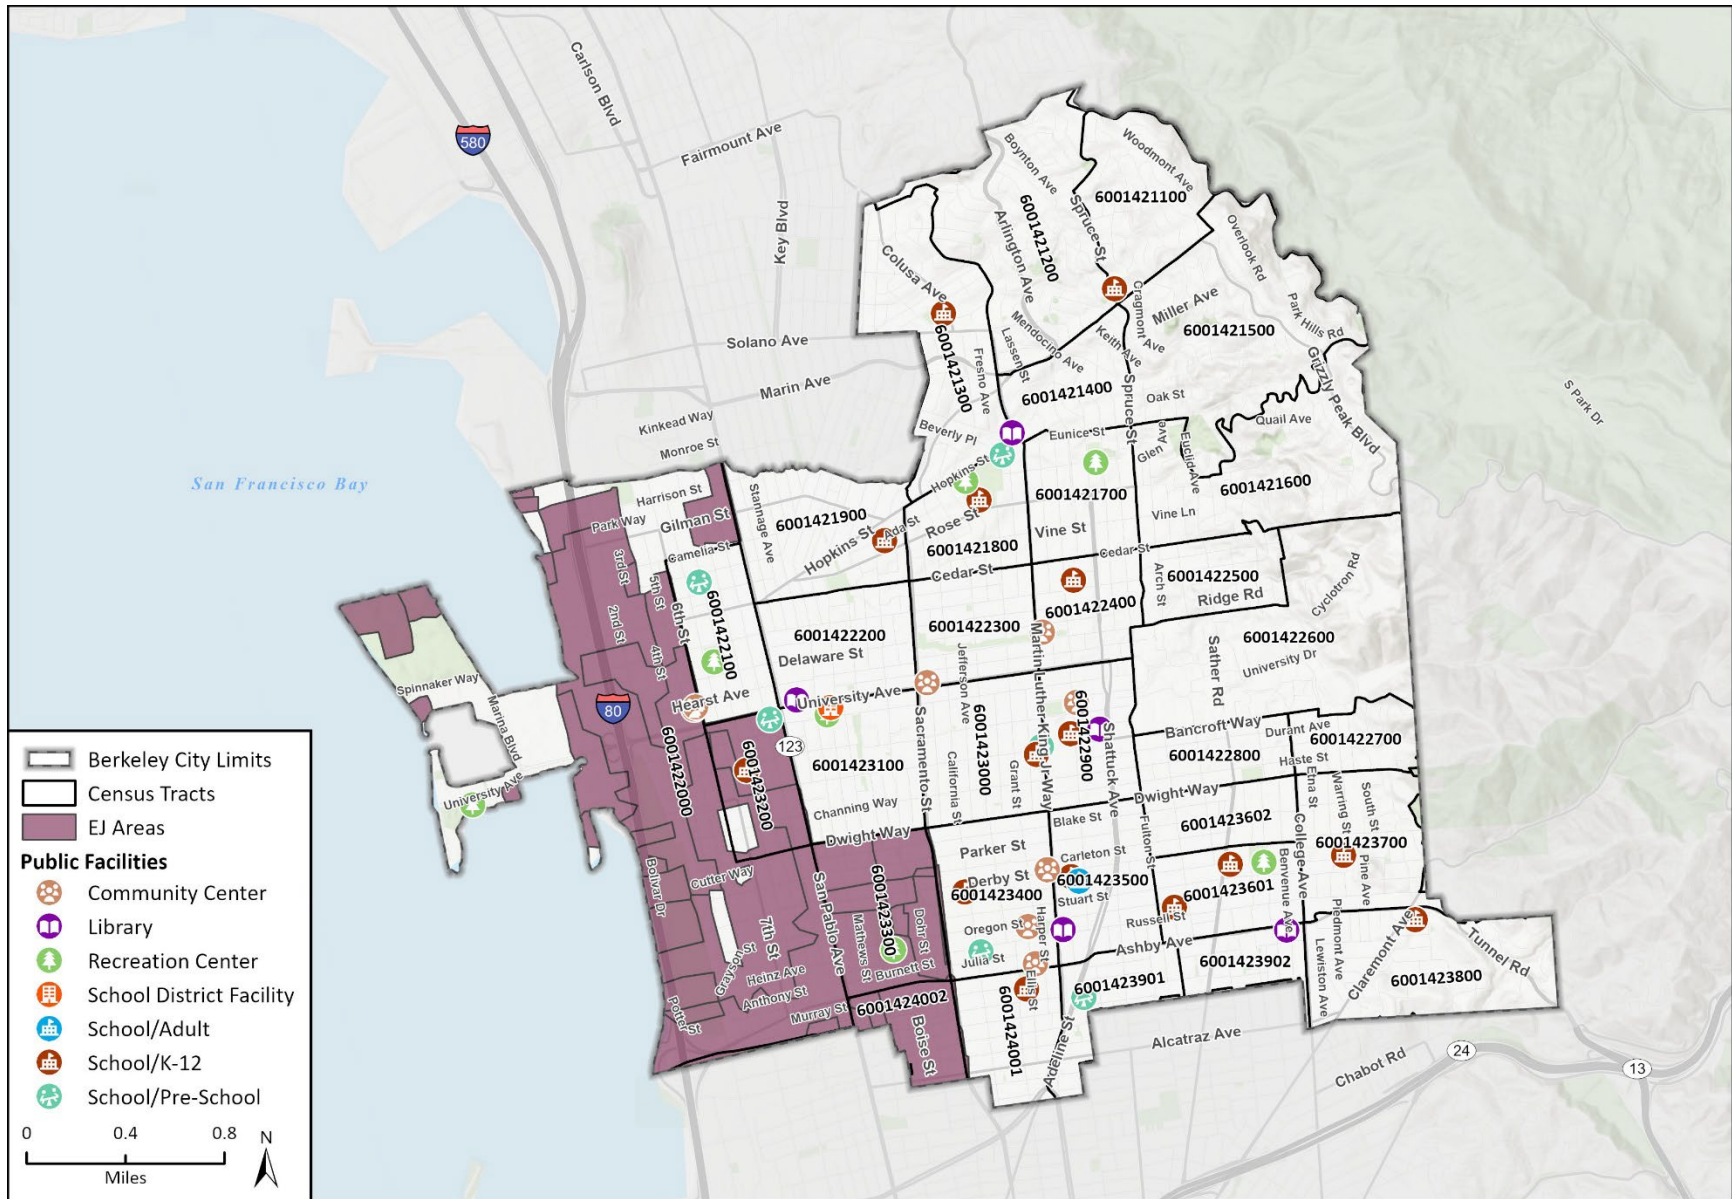 Carlson Blvd
580
Fairmount Ave
Key Blvd
Solano Ave
Marin Ave
Kinkead Way
Monroe St
San Francisco Bay
Boynton Ave
Woodmont Ave
6001421100
Spruce St
6001421200
Arlington Ave
Overlook Rd
Colusa Ave
Cragmont Ave
Miller Ave
Park Hills Rd
6001421500
Mendocino Ave
Keith Ave
Lassen St
Fresno Ave
6001421300
Grizzly Peak Blvd
S Park Dr
6001421400
Spruce St
Oak St
Quail Ave
Beverly Pl
Eunice St
Glen Ave
Euclid Ave
Hopkins St
6001421700
6001421600
Harrison St
Stannage Ave
Park Way
Gilman St
6001421900
Ada St
Rose St
Vine St
Vine Ln
Hopkins St
6001421800
Camelia St
Cedar St
Cedar St
3rd St
5th St
6th St
6001422100
Arch St
6001422500
Ridge Rd
Cyclotron Rd
6001422400
2nd St
4th St
6001422200
6001422300
Martin Luther King Jr Way
6001422600
Delaware St
Jefferson Ave
Sather Rd
University Dr
Spinnaker Way
Marina Blvd
80
Hearst Ave
University Ave
Sacramento St
6001422000
123
6001423200
6001423100
California St
6001423000
Grant St
6001422900
Shattuck Ave
Bancroft Way
Durant Ave
6001422700
6001422800
Haste St
University Ave
Channing Way
Dwight Way
Dwight Way
Blake St
Fulton St
6001423602
Etna St
College Ave
Warring St
South St
6001423700
Parker St
Carleton St
Bolivar Dr
Cutter Way
Derby St
6001423400
6001423500
Stuart St
6001423601
Benvenue Ave
Pine Ave
San Pablo Ave
6001423300
Mathews St
Dohr St
Oregon St
Harper St
Russell St
Piedmont Ave
7th St
Grayson St
Heinz Ave
Burnett St
Julia St
Ashby Ave
Lewiston Ave
Claremont Ave
Tunnel Rd
Anthony St
Ellis St
6001423901
6001423902
6001423800
Potter St
Murray St
6001424002
Boise St
6001424001
Adeline St
Alcatraz Ave
Chabot Rd
24
13
Berkeley City Limits
Census Tracts
EJ Areas
Public Facilities
Community Center
Library
Recreation Center
School District Facility
School/Adult
School/K-12
School/Pre-School
0 0.4 0.8
Miles
N